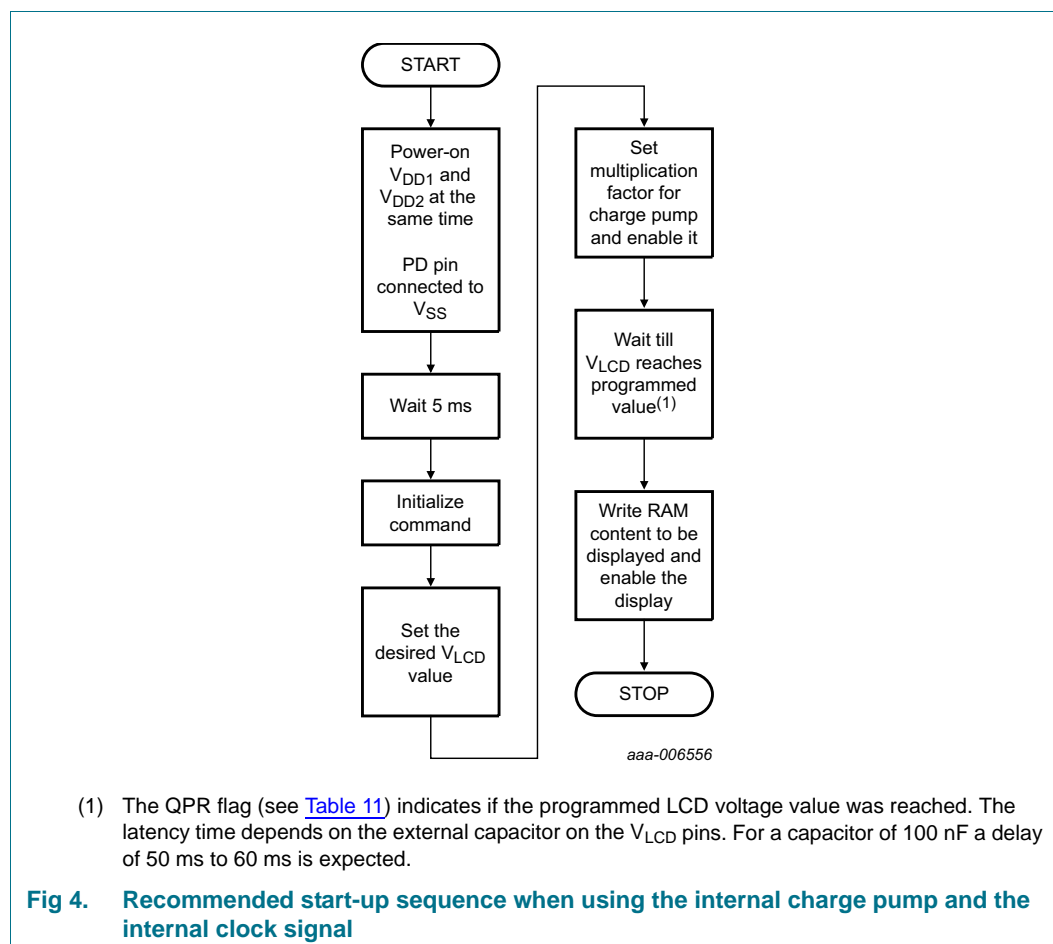 START
Power-on
VDD1 and
VDD2 at the
same time
PD pin
connected to
VSS
Wait 5 ms
Initialize
command
Set the
desired VLCD
value
Set
multiplication
factor for
charge pump
and enable it
Wait till
VLCD reaches
programmed
value(1)
Write RAM
content to be
displayed and
enable the
display
STOP
aaa-006556
(1) The QPR flag (see Table 11) indicates if the programmed LCD voltage value was reached. The
latency time depends on the external capacitor on the VLCD pins. For a capacitor of 100 nF a delay
of 50 ms to 60 ms is expected.
Fig 4. Recommended start-up sequence when using the internal charge pump and the
internal clock signal